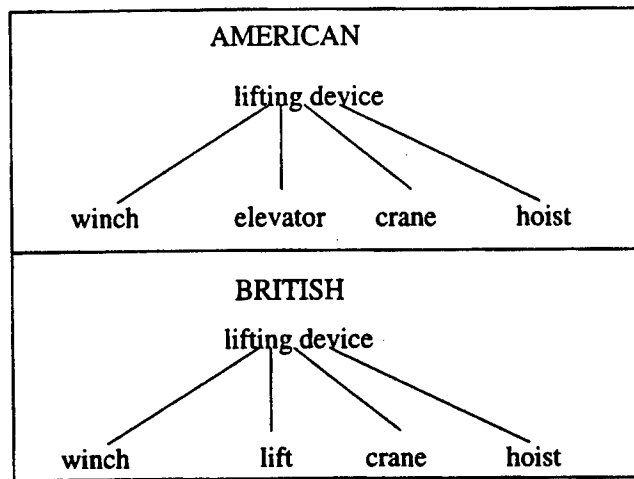 AMERICAN
lifting device
winch elevator crane hoist
BRITISH
lifting device
winch lift crane hoist